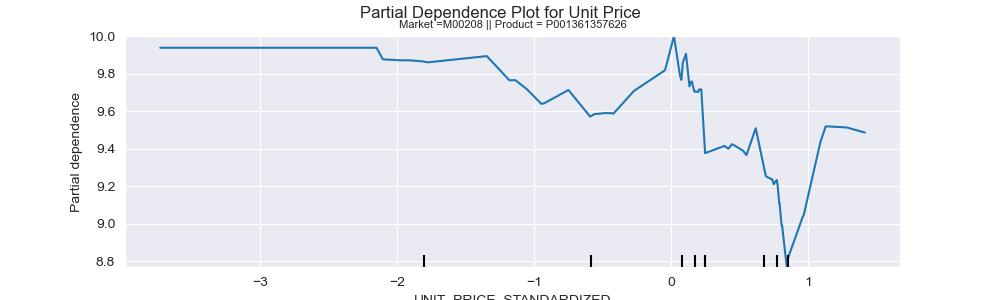 Partial Dependence Plot for Unit Price
Market =M00208 || Product = P001361357626
Partial dependence
10.0
9.8
9.6
9.4
9.2
9.0
8.8
−3 −2 −1 0 1
UNIT_PRICE_STANDARDIZED